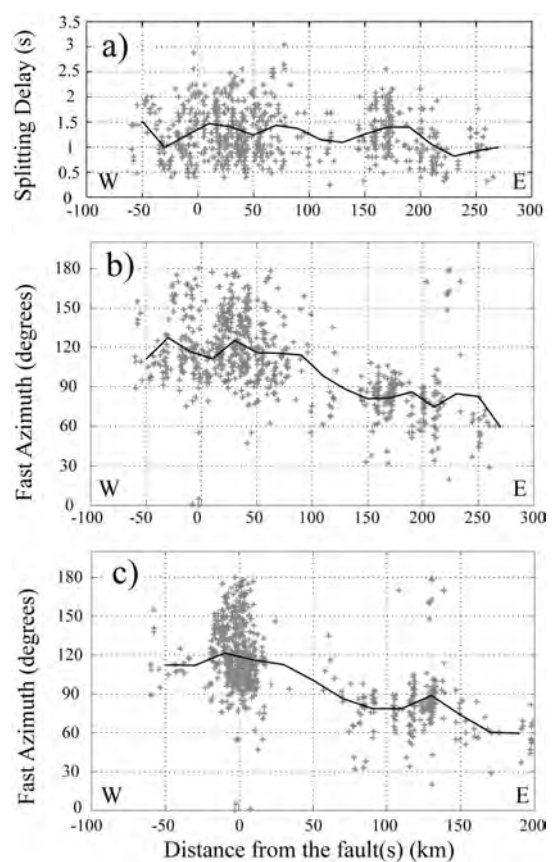 a)
Splitting Delay (s)
3.5
3
2.5
2
1.5
1
0.5
0
W
E
-100 -50 0 50 100 150 200 250 300
b)
Fast Azimuth (degrees)
180
150
120
90
60
30
0
W
E
-100 -50 0 50 100 150 200 250 300
c)
Fast Azimuth (degrees)
180
150
120
90
60
30
0
W
E
-100 -50 0 50 100 150 200
Distance from the fault(s) (km)